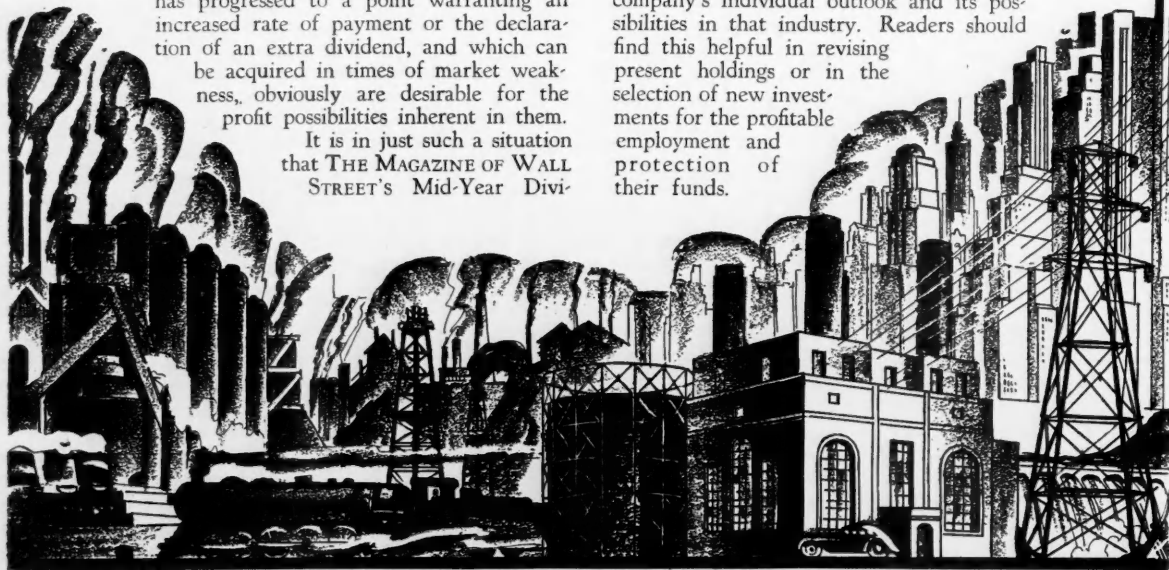 has progressed to a point warranting an
increased rate of payment or the declara-
tion of an extra dividend, and which can
be acquired in times of market weak-
ness,. obviously are desirable for the
profit possibilities inherent in them.
It is in just such a situation
that THE MAGAZINE OF WALL
STREET's Mid-Year Divi-
company's individual outlook and its pos-
sibilities in that industry. Readers should
find this helpful in revising
present holdings or in the
selection of new invest-
ments for the profitable
employment and
protection of
their funds.